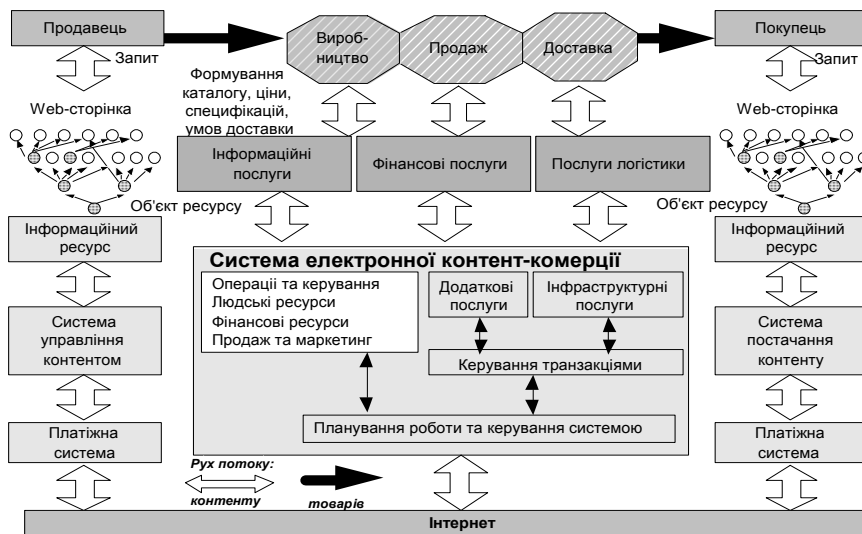 Продавець
Вироб-
ництво
Продаж
Доставка
Покупець
Запит
Запит
Формування
каталогу, ціни,
специфікацій,
умов доставки
Web-сторінка
Web-сторінка
Інформаційні
послуги
Фінансові послуги
Послуги логістики
Об'єкт ресурсу
Об'єкт ресурсу
Інформаційний
ресурс
Інформаційний
ресурс
Система електронної контент-комерції
Операції та керування
Людські ресурси
Фінансові ресурси
Продаж та маркетинг
Додаткові
послуги
Інфраструктурні
послуги
Система
управління
контентом
Система
постачання
контенту
Керування транзакціями
Планування роботи та керування системою
Платіжна
система
Платіжна
система
Рух потоку:
контенту
товарів
Інтернет